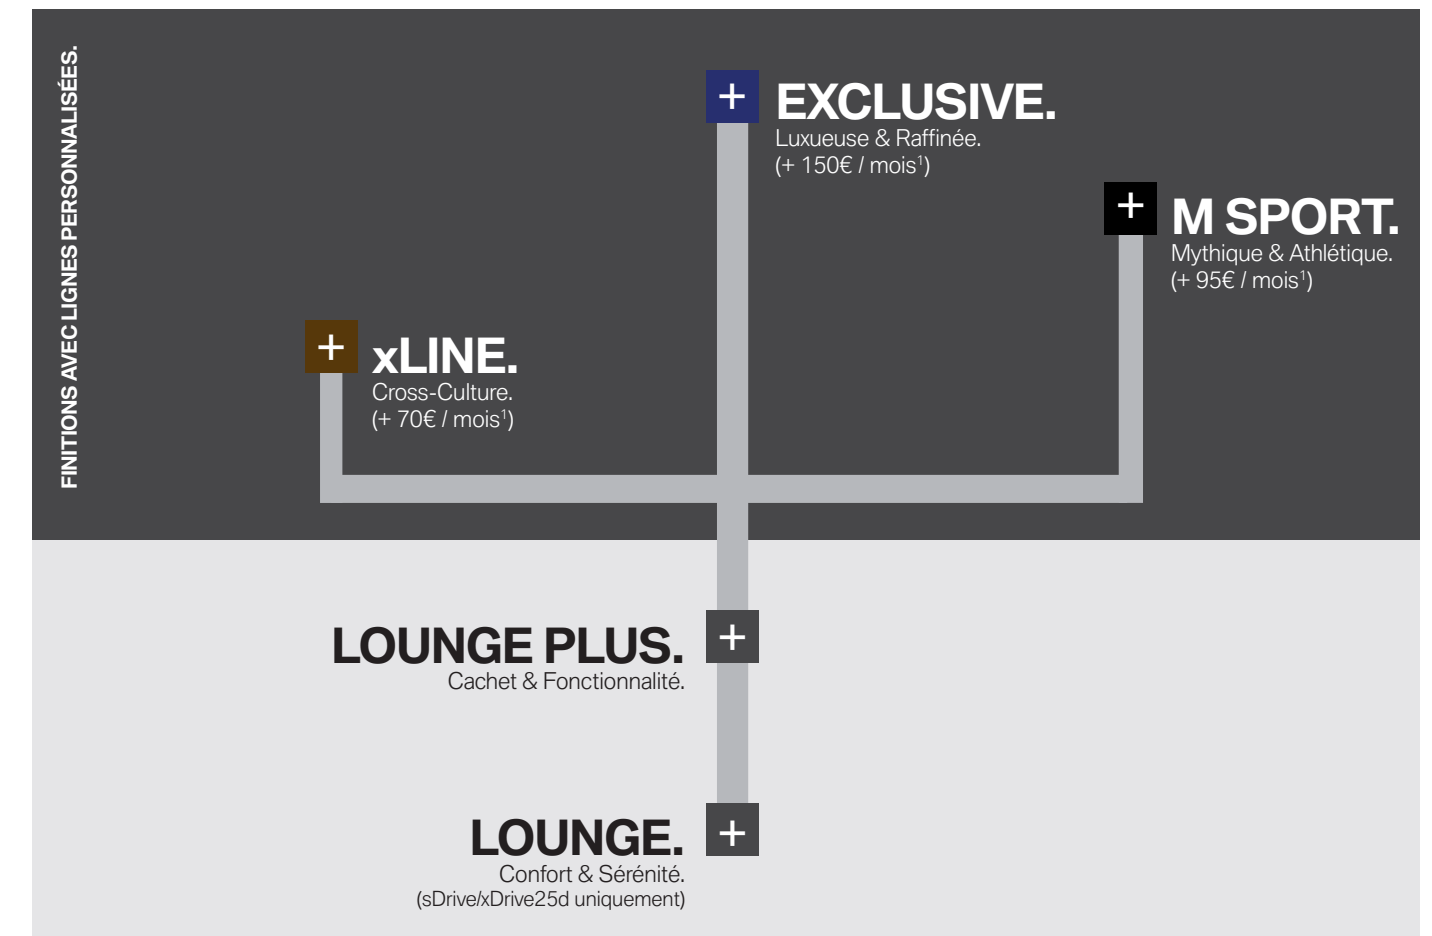 FINITIONS AVEC LIGNES PERSONNALISÉES.
+ EXCLUSIVE.
Luxueuse & Raffinée.
(+ 150€ / mois¹)
+ M SPORT.
Mythique & Athlétique.
(+ 95€ / mois¹)
+ xLINE.
Cross-Culture.
(+ 70€ / mois¹)
LOUNGE PLUS. +
Cachet & Fonctionnalité.
LOUNGE. +
Confort & Sérénité.
(sDrive/xDrive25d uniquement)